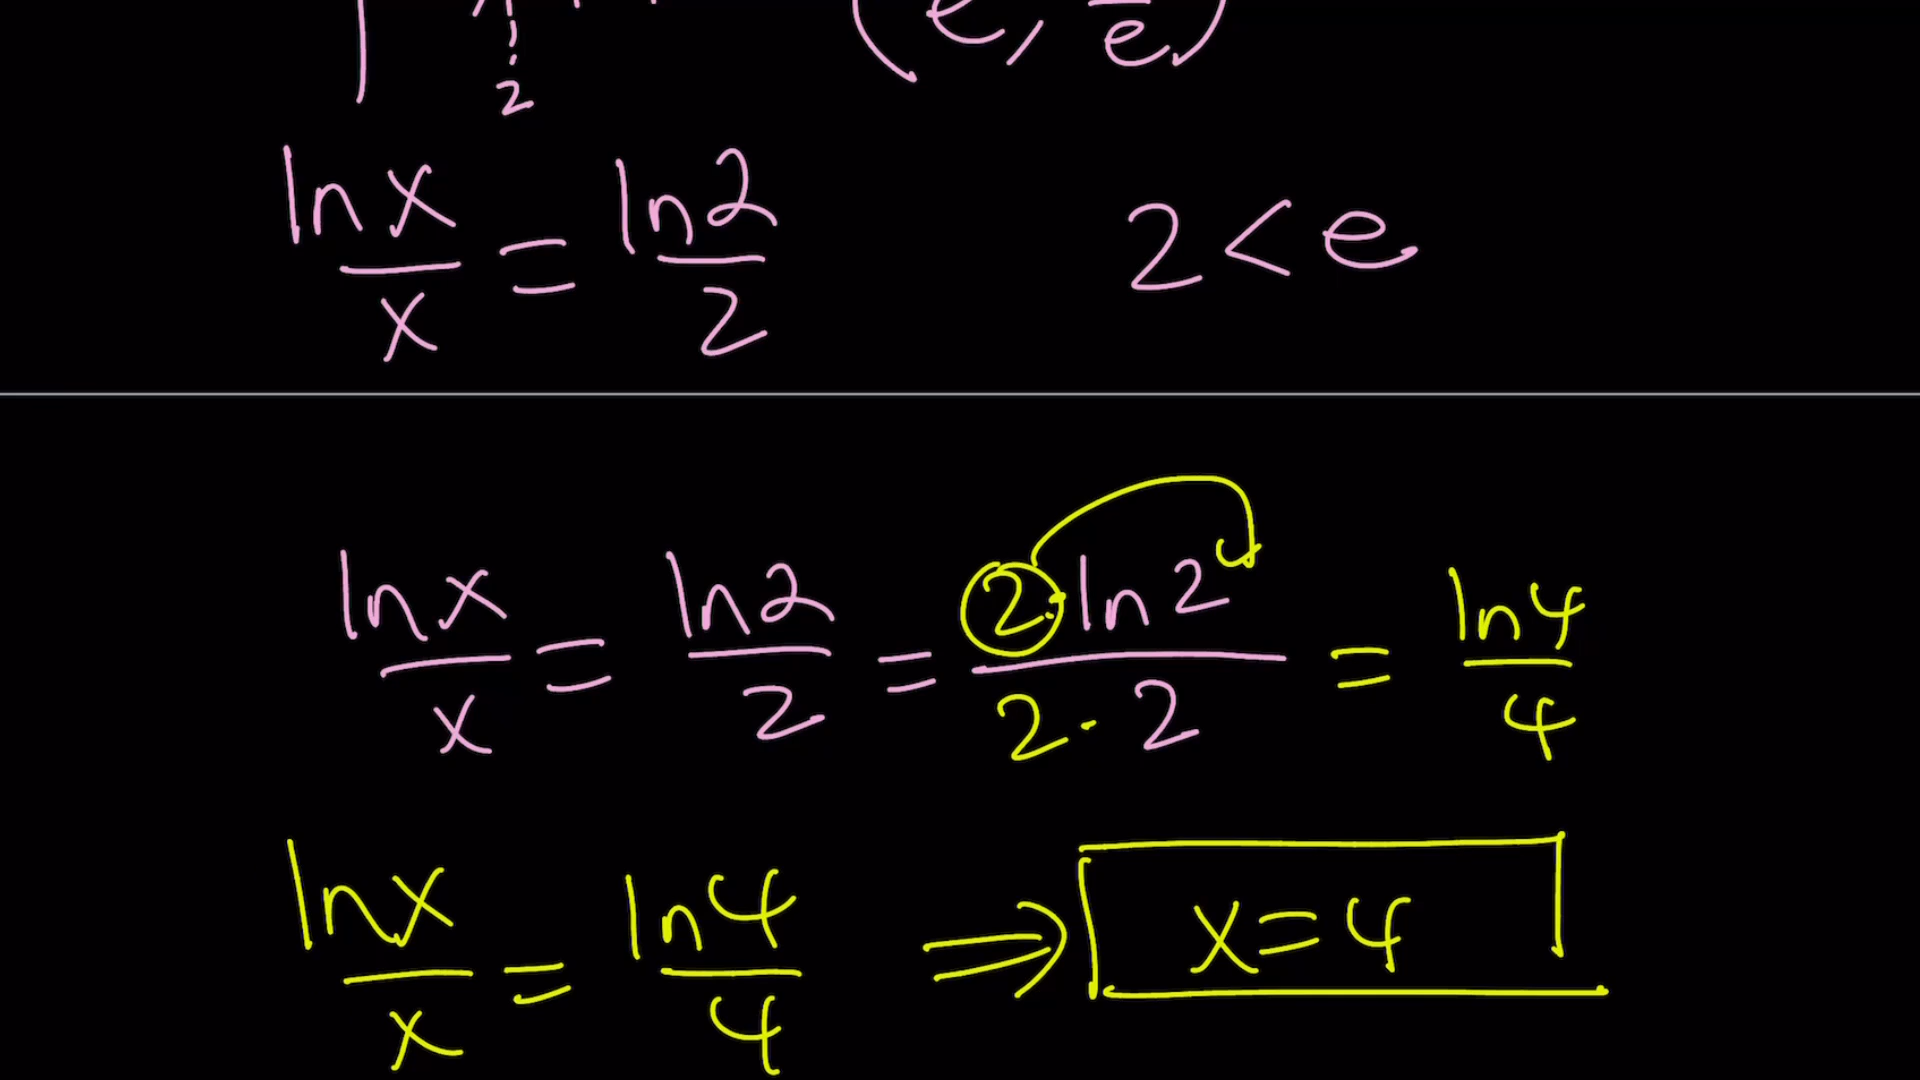 2 (e, 1/e)
ln x / x = ln 2 / 2 2 < e
ln x / x = ln 2 / 2 = 2 · ln 2 / 2 · 2 = ln 4 / 4
ln x / x = ln 4 / 4 ⇒ x = 4